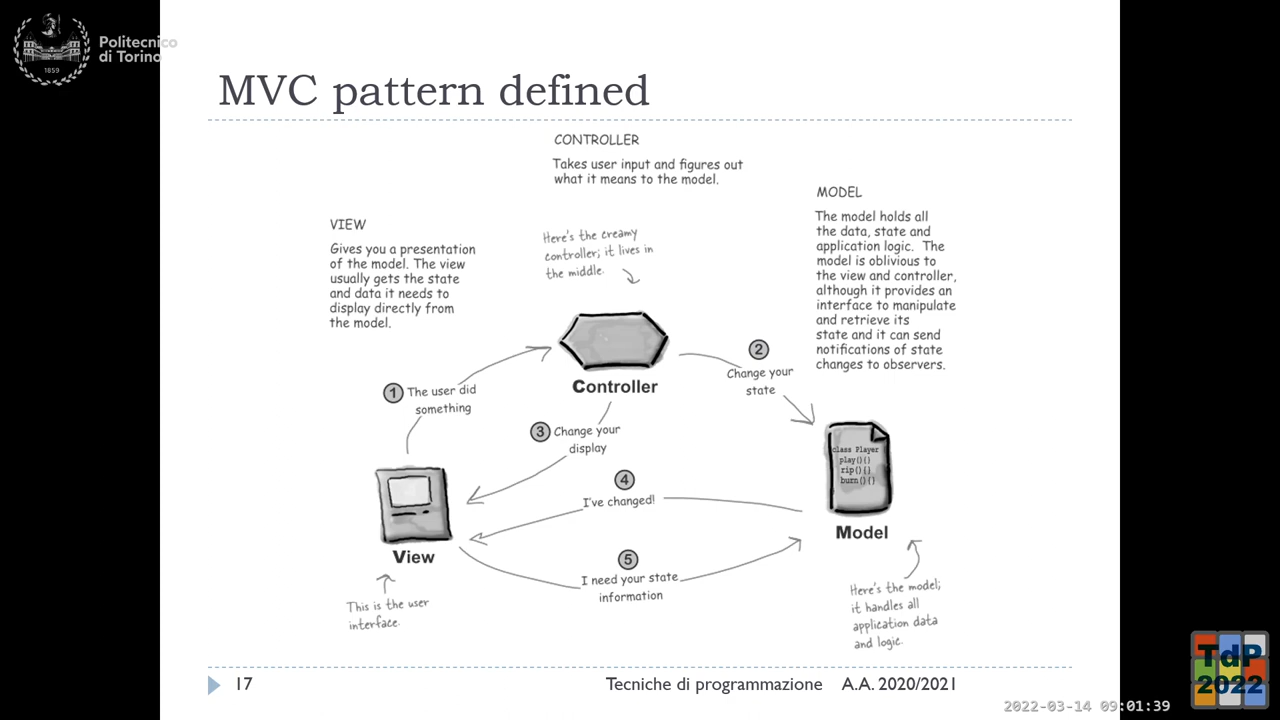 Politecnico
di Torino
1859
MVC pattern defined
CONTROLLER
Takes user input and figures out
what it means to the model.
MODEL
The model holds all
the data, state and
application logic. The
model is oblivious to
the view and controller,
although it provides an
interface to manipulate
and retrieve its
state and it can send
notifications of state
changes to observers.
VIEW
Gives you a presentation
of the model. The view
usually gets the state
and data it needs to
display directly from
the model.
Here's the creamy
controller; it lives in
the middle.
Controller
1 The user did
something
2
Change your
state
3 Change your
display
4
I've changed!
5
I need your state
information
class Player
play(){}
rip(){}
burn(){}
Model
View
This is the user
interface.
Here's the model;
it handles all
application data
and logic.
17
Tecniche di programmazione A.A. 2020/2021
TdP
2022
2022-03-14 09:01:39